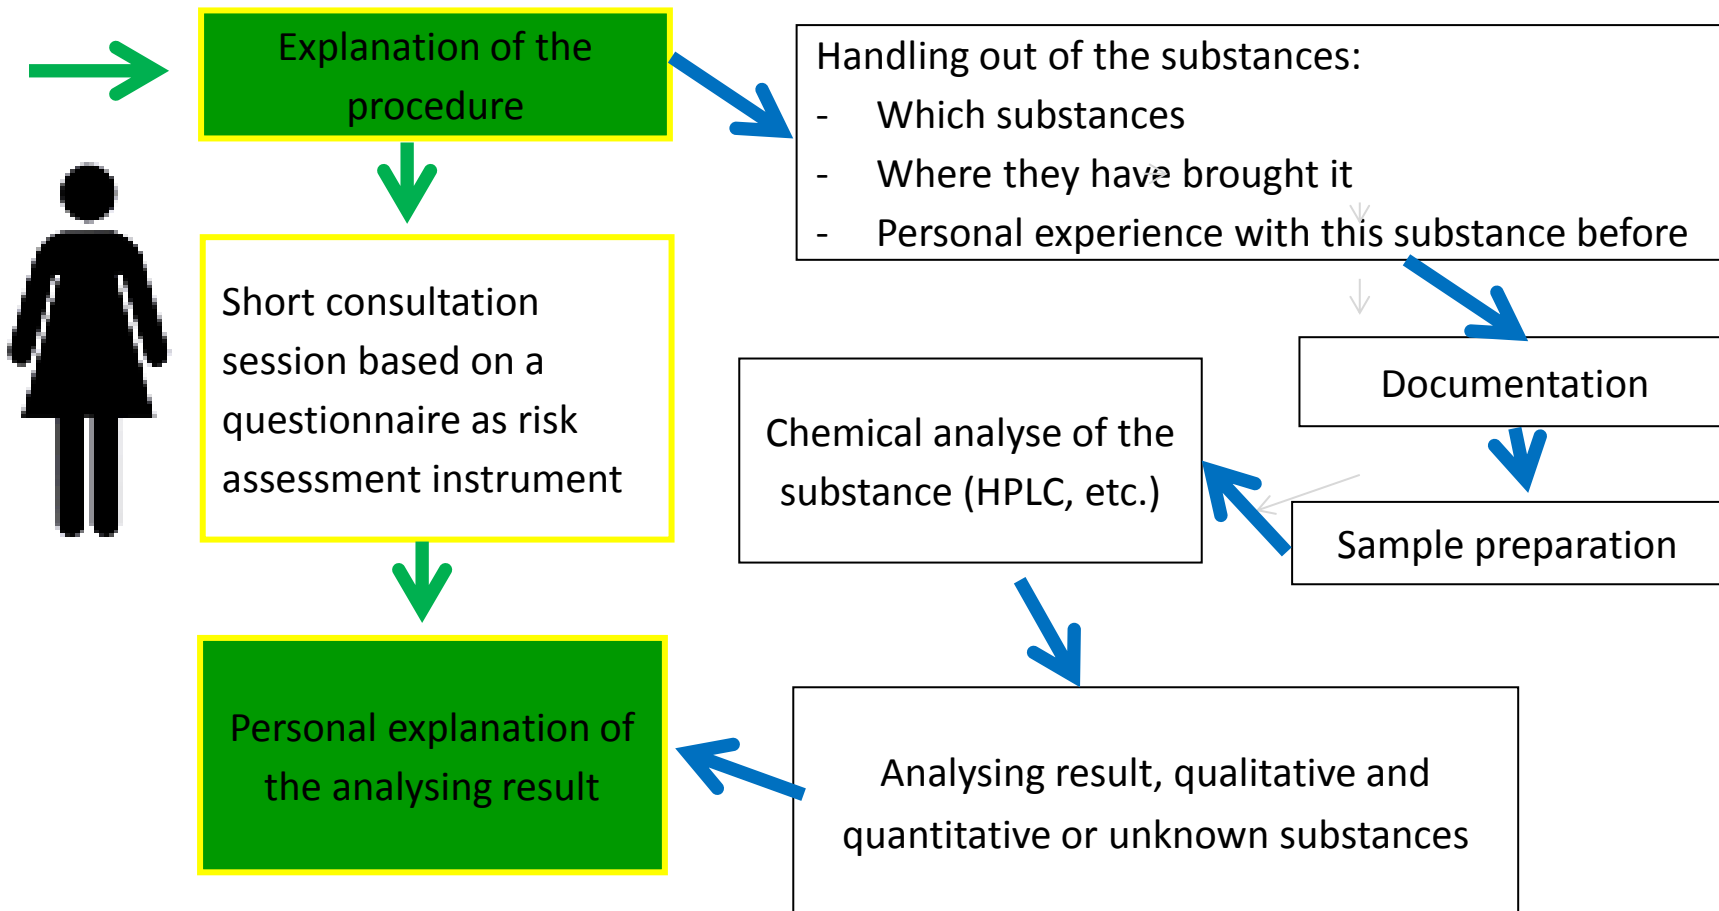 Explanation of the
procedure
Handling out of the substances:
- Which substances
- Where they have brought it
- Personal experience with this substance before
Short consultation
session based on a
questionnaire as risk
assessment instrument
Documentation
Chemical analyse of the
substance (HPLC, etc.)
Sample preparation
Personal explanation of
the analysing result
Analysing result, qualitative and
quantitative or unknown substances